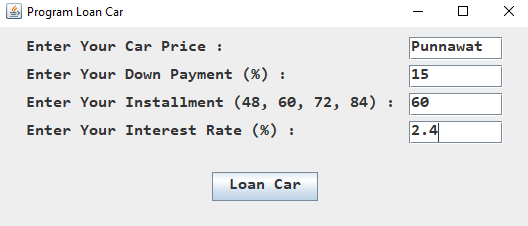 Program Loan Car
Enter Your Car Price : Punnawat
Enter Your Down Payment (%) : 15
Enter Your Installment (48, 60, 72, 84) : 60
Enter Your Interest Rate (%) : 2.4
Loan Car